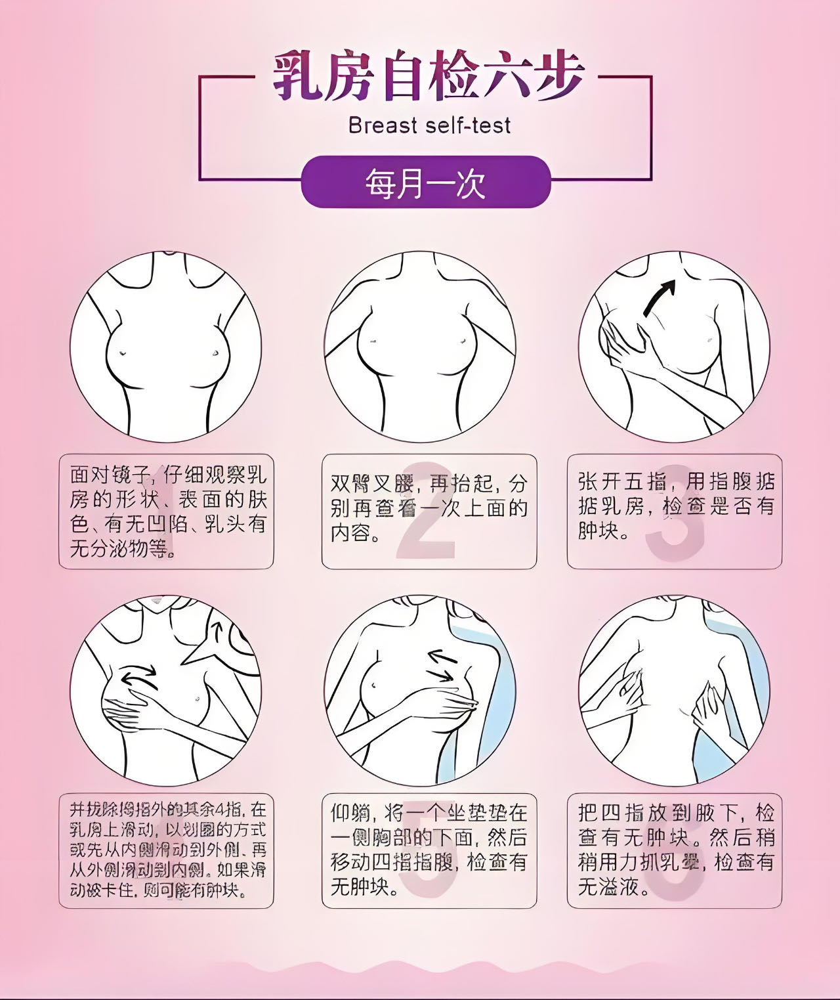 乳房自检六步
Breast self-test
每月一次
1
面对镜子, 仔细观察乳
房的形状、表面的肤
色、有无凹陷、乳头有
无分泌物等。
2
双臂叉腰, 再抬起, 分
别再查看一次上面的
内容。
3
张开五指, 用指腹掂
掂乳房, 检查是否有
肿块。
并拢除拇指外的其余4指, 在
乳房上滑动, 以划圈的方式
或先从内侧滑动到外侧、再
从外侧滑动到内侧。如果滑
动被卡住, 则可能有肿块。
5
仰躺, 将一个坐垫垫在
一侧胸部的下面, 然后
移动四指指腹, 检查有
无肿块。
6
把四指放到腋下, 检
查有无肿块。然后稍
稍用力抓乳晕, 检查有
无溢液。